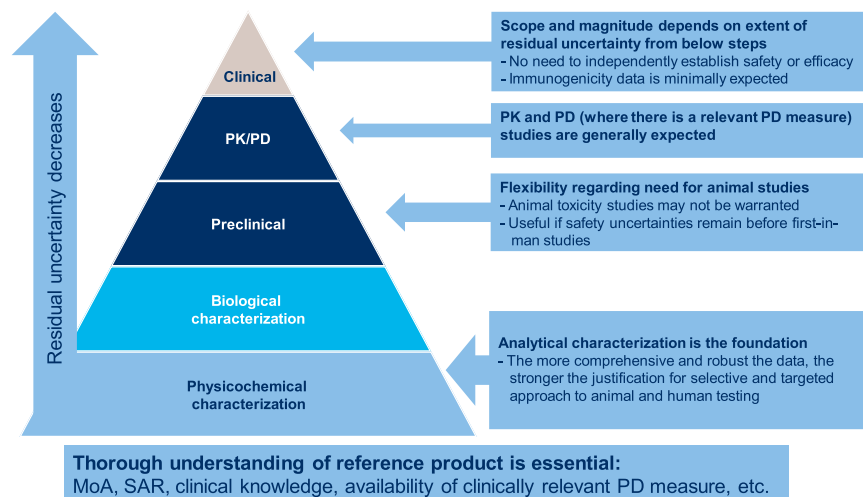 Residual uncertainty decreases
Clinical
PK/PD
Preclinical
Biological
characterization
Physicochemical
characterization
Scope and magnitude depends on extent of
residual uncertainty from below steps
- No need to independently establish safety or efficacy
- Immunogenicity data is minimally expected
PK and PD (where there is a relevant PD measure)
studies are generally expected
Flexibility regarding need for animal studies
- Animal toxicity studies may not be warranted
- Useful if safety uncertainties remain before first-in-
man studies
Analytical characterization is the foundation
- The more comprehensive and robust the data, the
stronger the justification for selective and targeted
approach to animal and human testing
Thorough understanding of reference product is essential:
MoA, SAR, clinical knowledge, availability of clinically relevant PD measure, etc.